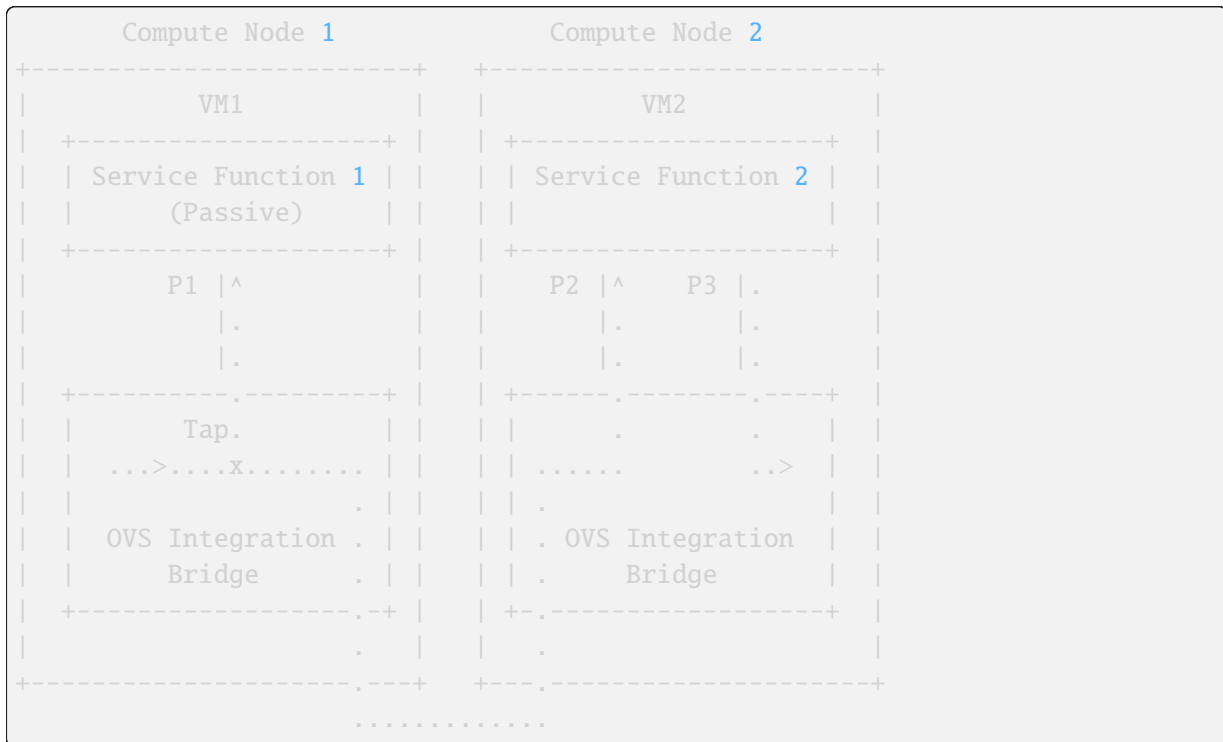 Compute Node 1              Compute Node 2
+-------------------------+   +-------------------------+
|           VM1           |   |          VM2            |
|  +--------------------+ |   | +--------------------+  |
|  | Service Function 1 | |   | | Service Function 2 |  |
|  |      (Passive)     | |   | |                    |  |
|  +--------------------+ |   | +--------------------+  |
|         P1 |^           |   |    P2 |^    P3 |.       |
|            |.           |   |       |.       |.       |
|            |.           |   |       |.       |.       |
|  +----------.---------+ |   | +------.--------.----+  |
|  |       Tap.         | |   | |      .        .    |  |
|  |  ...>....x........ | |   | | ......        ..>  |  |
|  |                  . | |   | | .                  |  |
|  |  OVS Integration . | |   | | . OVS Integration  |  |
|  |      Bridge      . | |   | | .     Bridge       |  |
|  +------------------.-+ |   | +-.------------------+  |
|                     .   |   |   .                     |
+---------------------.---+   +---.---------------------+
                      .............